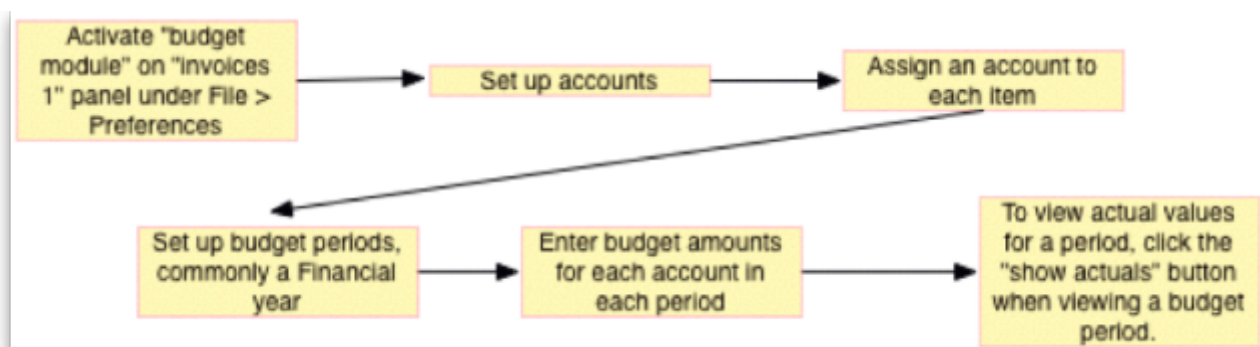 Activate "budget
module" on "invoices
1" panel under File >
Preferences
Set up accounts
Assign an account to
each item
Set up budget periods,
commonly a Financial
year
Enter budget amounts
for each account in
each period
To view actual values
for a period, click the
"show actuals" button
when viewing a budget
period.